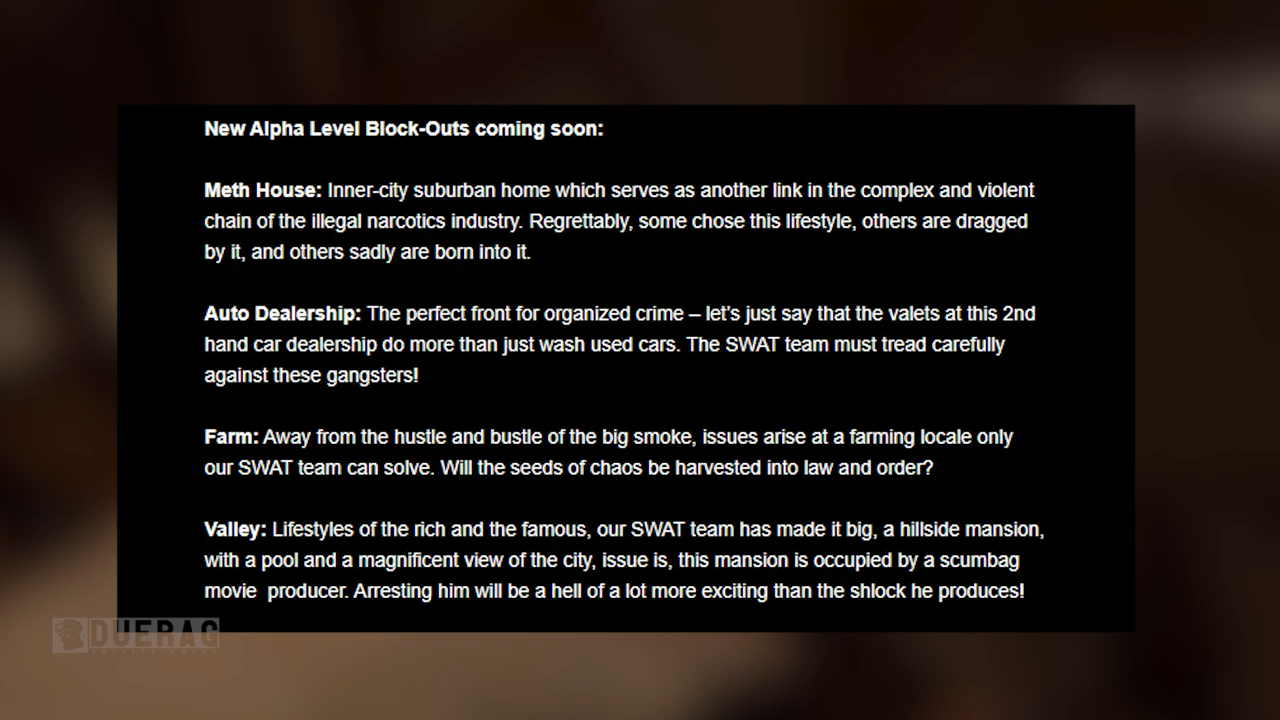 New Alpha Level Block-Outs coming soon:
Meth House: Inner-city suburban home which serves as another link in the complex and violent
chain of the illegal narcotics industry. Regrettably, some chose this lifestyle, others are dragged
by it, and others sadly are born into it.
Auto Dealership: The perfect front for organized crime – let's just say that the valets at this 2nd
hand car dealership do more than just wash used cars. The SWAT team must tread carefully
against these gangsters!
Farm: Away from the hustle and bustle of the big smoke, issues arise at a farming locale only
our SWAT team can solve. Will the seeds of chaos be harvested into law and order?
Valley: Lifestyles of the rich and the famous, our SWAT team has made it big, a hillside mansion,
with a pool and a magnificent view of the city, issue is, this mansion is occupied by a scumbag
movie  producer. Arresting him will be a hell of a lot more exciting than the shlock he produces!
DUERAG
ENTERTAINMENT